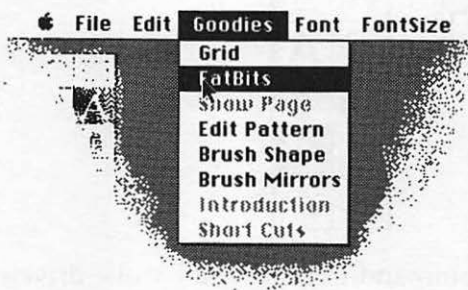 File Edit Goodies Font FontSize
Grid
FatBits
Show Page
Edit Pattern
Brush Shape
Brush Mirrors
Introduction
Short Cuts
A